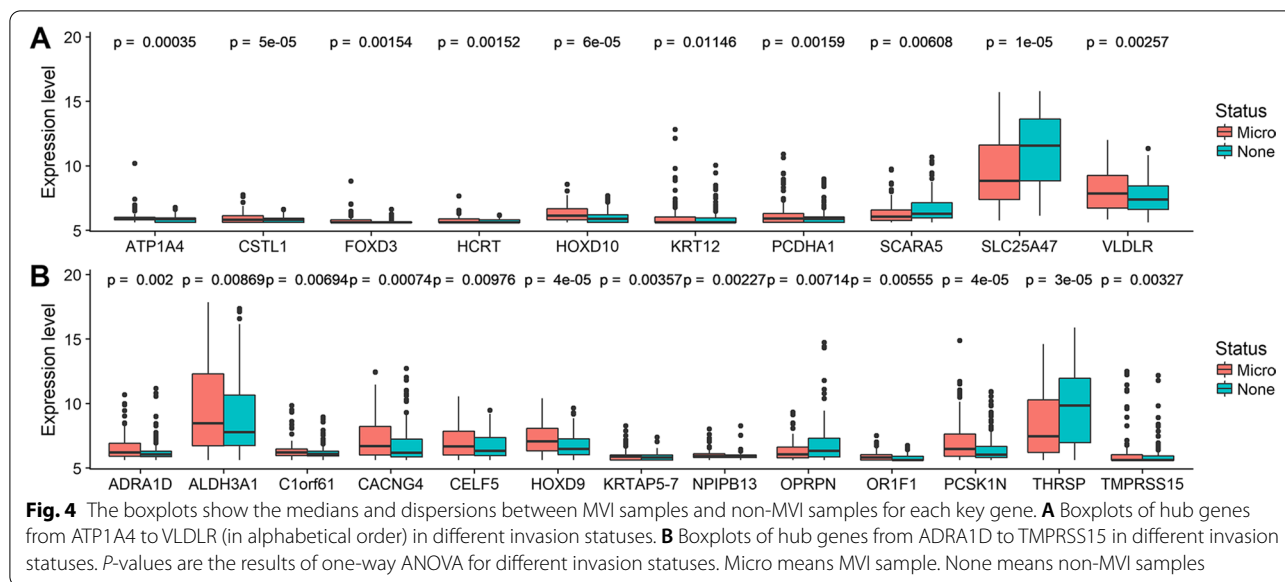 A
20
p = 0.00035 p = 5e-05 p = 0.00154 p = 0.00152 p = 6e-05 p = 0.01146 p = 0.00159 p = 0.00608 p = 1e-05 p = 0.00257
15
10
5
Expression level
Status
Micro
None
ATP1A4 CSTL1 FOXD3 HCRT HOXD10 KRT12 PCDHA1 SCARA5 SLC25A47 VLDLR
B
20
p = 0.002 p = 0.00869 p = 0.00694 p = 0.00074 p = 0.00976 p = 4e-05 p = 0.00357 p = 0.00227 p = 0.00714 p = 0.00555 p = 4e-05 p = 3e-05 p = 0.00327
15
10
5
Expression level
Status
Micro
None
ADRA1D ALDH3A1 C1orf61 CACNG4 CELF5 HOXD9 KRTAP5-7 NPIPB13 OPRPN OR1F1 PCSK1N THRSP TMPRSS15
Fig. 4 The boxplots show the medians and dispersions between MVI samples and non-MVI samples for each key gene. A Boxplots of hub genes
from ATP1A4 to VLDLR (in alphabetical order) in different invasion statuses. B Boxplots of hub genes from ADRA1D to TMPRSS15 in different invasion
statuses. P-values are the results of one-way ANOVA for different invasion statuses. Micro means MVI sample. None means non-MVI samples